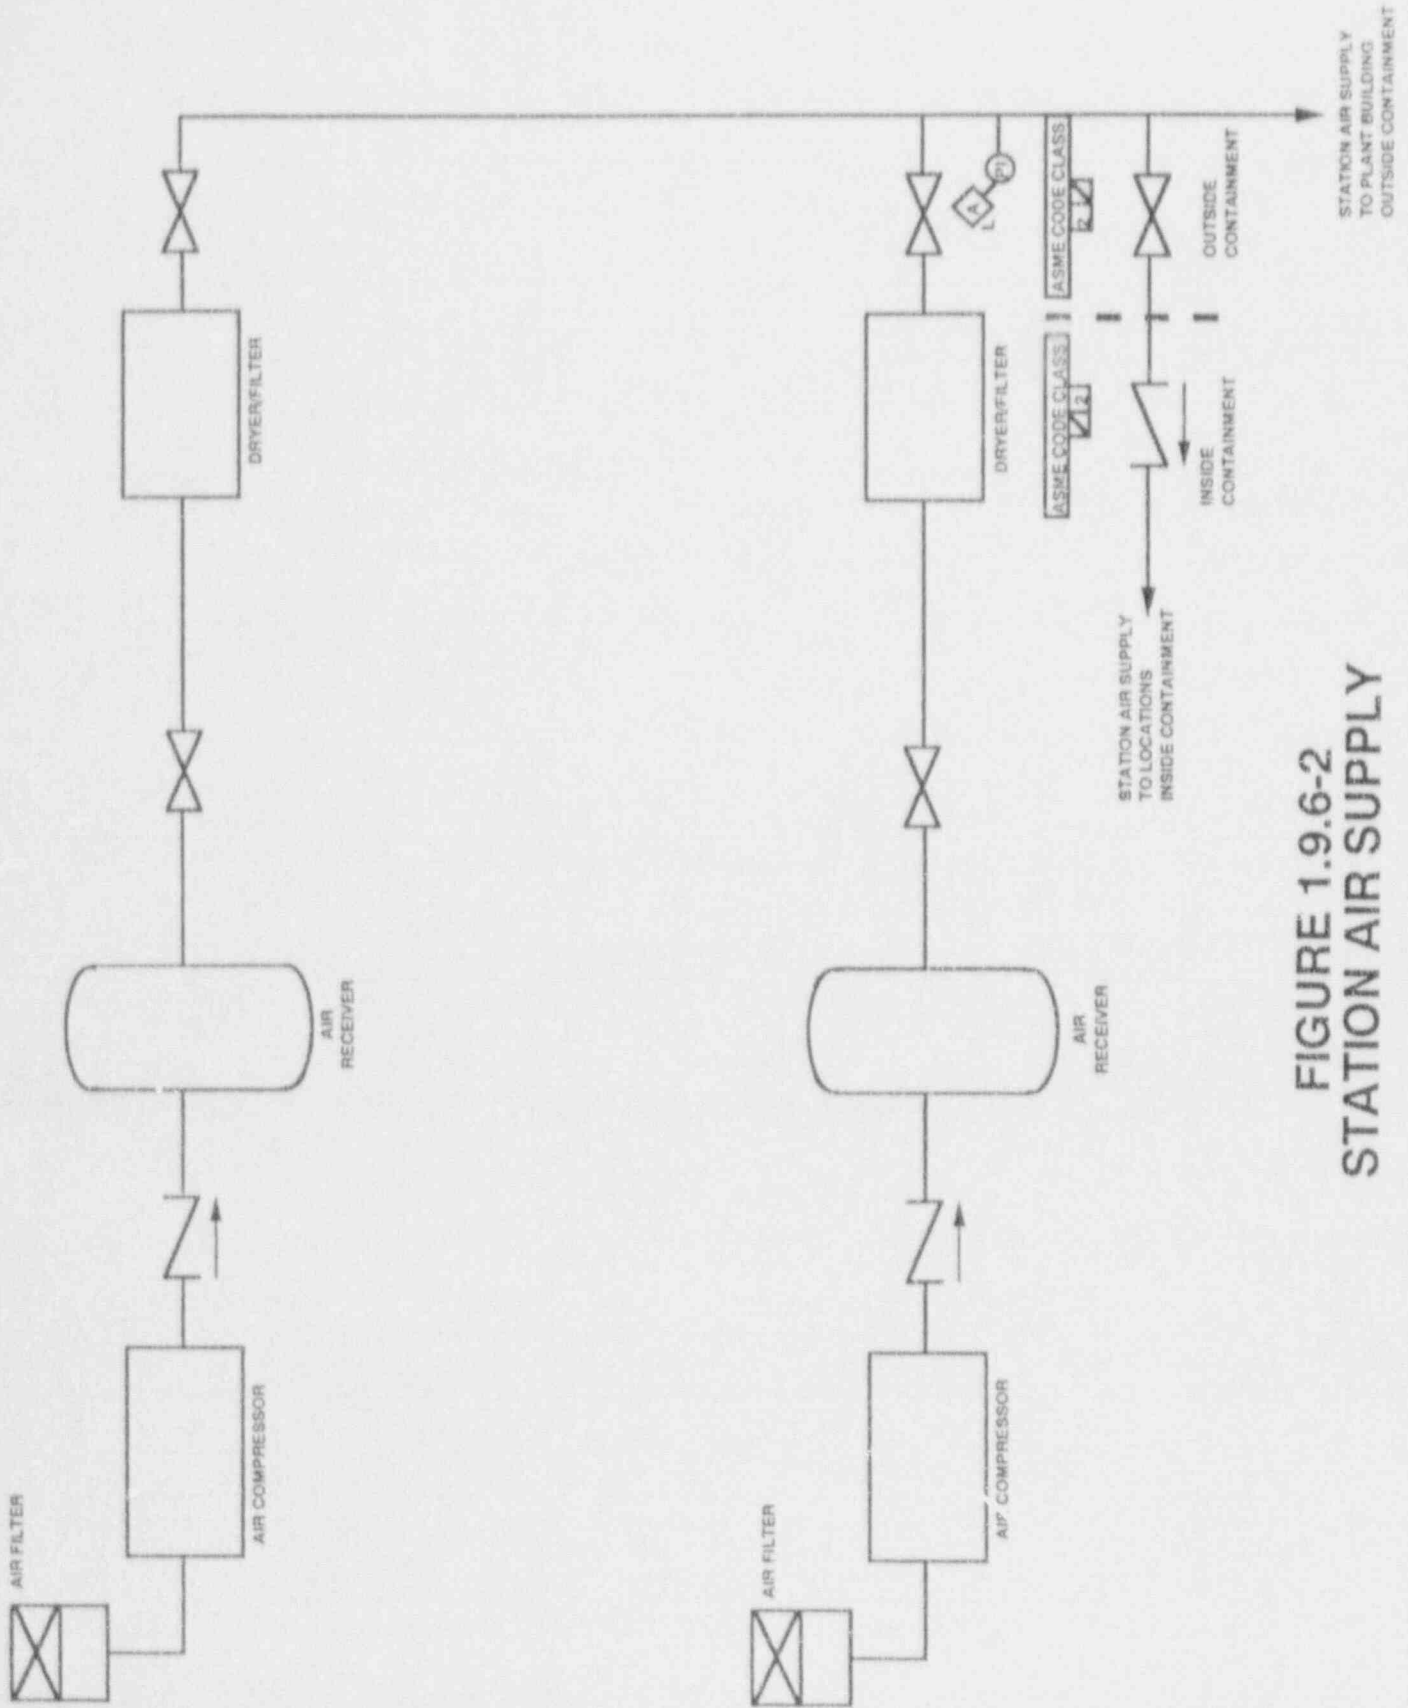 AIR FILTER
AIR COMPRESSOR
AIR
RECEIVER
DRYER/FILTER
AIR FILTER
AIR COMPRESSOR
AIR
RECEIVER
DRYER/FILTER
A
L
PI
ASME CODE CLASS
2
ASME CODE CLASS
2
INSIDE
CONTAINMENT
OUTSIDE
CONTAINMENT
STATION AIR SUPPLY
TO LOCATIONS
INSIDE CONTAINMENT
STATION AIR SUPPLY
TO PLANT BUILDING
OUTSIDE CONTAINMENT
FIGURE 1.9.6-2
STATION AIR SUPPLY